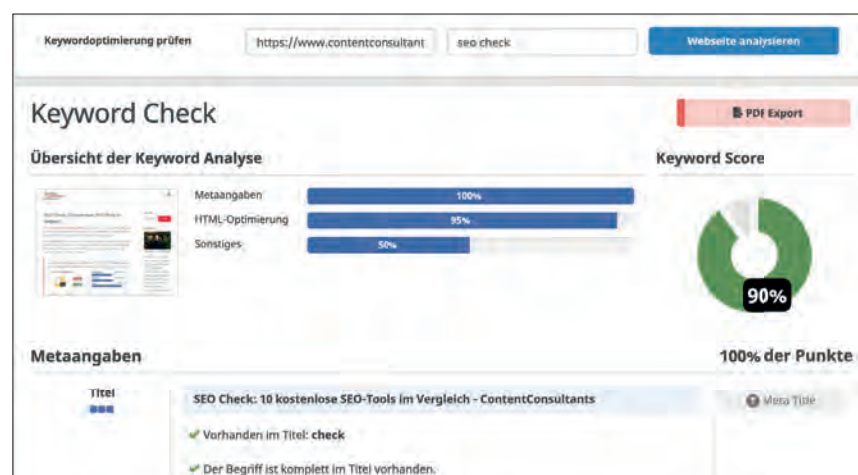 Keywordoptimierung prüfen https://www.contentconsultant seo check Webseite analysieren
Keyword Check
PDF Export
Übersicht der Keyword Analyse
Keyword Score
Metaangaben 100%
HTML-Optimierung 95%
Sonstiges 50%
90%
Metaangaben 100% der Punkte
Titel
SEO Check: 10 kostenlose SEO-Tools im Vergleich - ContentConsultants
Meta Title
Vorhanden im Titel: check
Der Begriff ist komplett im Titel vorhanden.